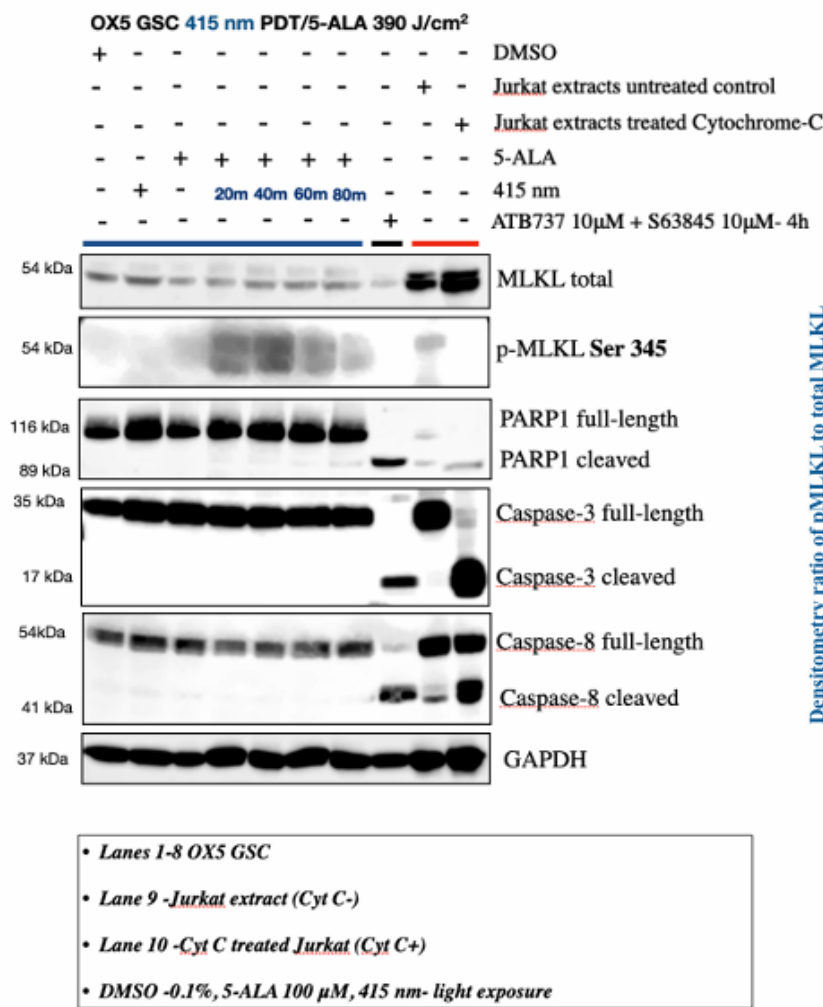 OX5 GSC 415 nm PDT/5-ALA 390 J/cm²
+ - - - - - - - - - DMSO
- - - - - - - - + - Jurkat extracts untreated control
- - - - - - - - - + Jurkat extracts treated Cytochrome-C
- - + + + + + - - - 5-ALA
- + - 20m 40m 60m 80m - - - 415 nm
- - - - - - - + - - ATB737 10µM + S63845 10µM- 4h
54 kDa MLKL total
54 kDa p-MLKL Ser 345
116 kDa PARP1 full-length
89 kDa PARP1 cleaved
35 kDa Caspase-3 full-length
17 kDa Caspase-3 cleaved
54kDa Caspase-8 full-length
41 kDa Caspase-8 cleaved
37 kDa GAPDH
Densitometry ratio of pMLKL to total MLKL
• Lanes 1-8 OX5 GSC
• Lane 9 -Jurkat extract (Cyt C-)
• Lane 10 -Cyt C treated Jurkat (Cyt C+)
• DMSO -0.1%, 5-ALA 100 µM, 415 nm- light exposure